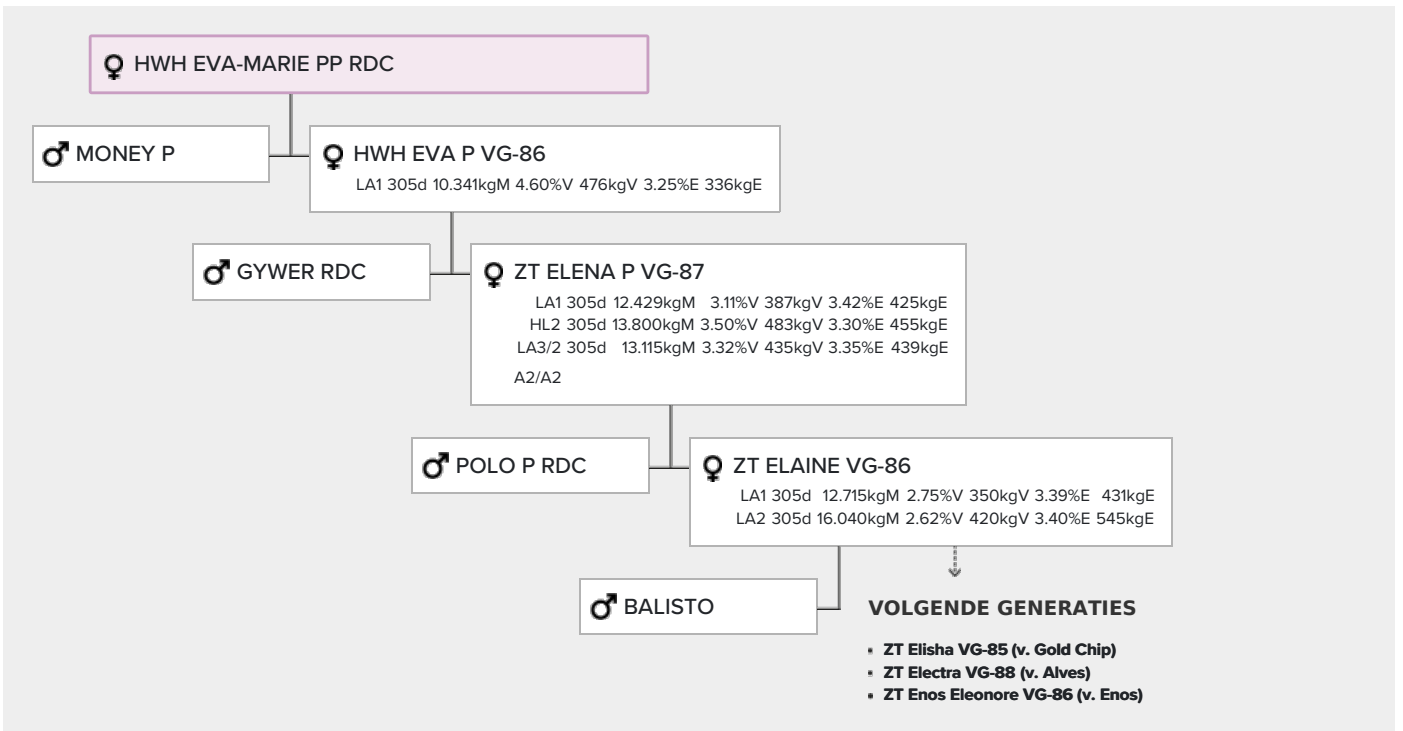 HWH EVA-MARIE PP RDC
MONEY P
HWH EVA P VG-86
LA1 305d 10.341kgM 4.60%V 476kgV 3.25%E 336kgE
GYWER RDC
ZT ELENA P VG-87
LA1 305d 12.429kgM 3.11%V 387kgV 3.42%E 425kgE
HL2 305d 13.800kgM 3.50%V 483kgV 3.30%E 455kgE
LA3/2 305d 13.115kgM 3.32%V 435kgV 3.35%E 439kgE
A2/A2
POLO P RDC
ZT ELAINE VG-86
LA1 305d 12.715kgM 2.75%V 350kgV 3.39%E 431kgE
LA2 305d 16.040kgM 2.62%V 420kgV 3.40%E 545kgE
BALISTO
VOLGENDE GENERATIES
ZT Elisha VG-85 (v. Gold Chip)
ZT Electra VG-88 (v. Alves)
ZT Enos Eleonore VG-86 (v. Enos)